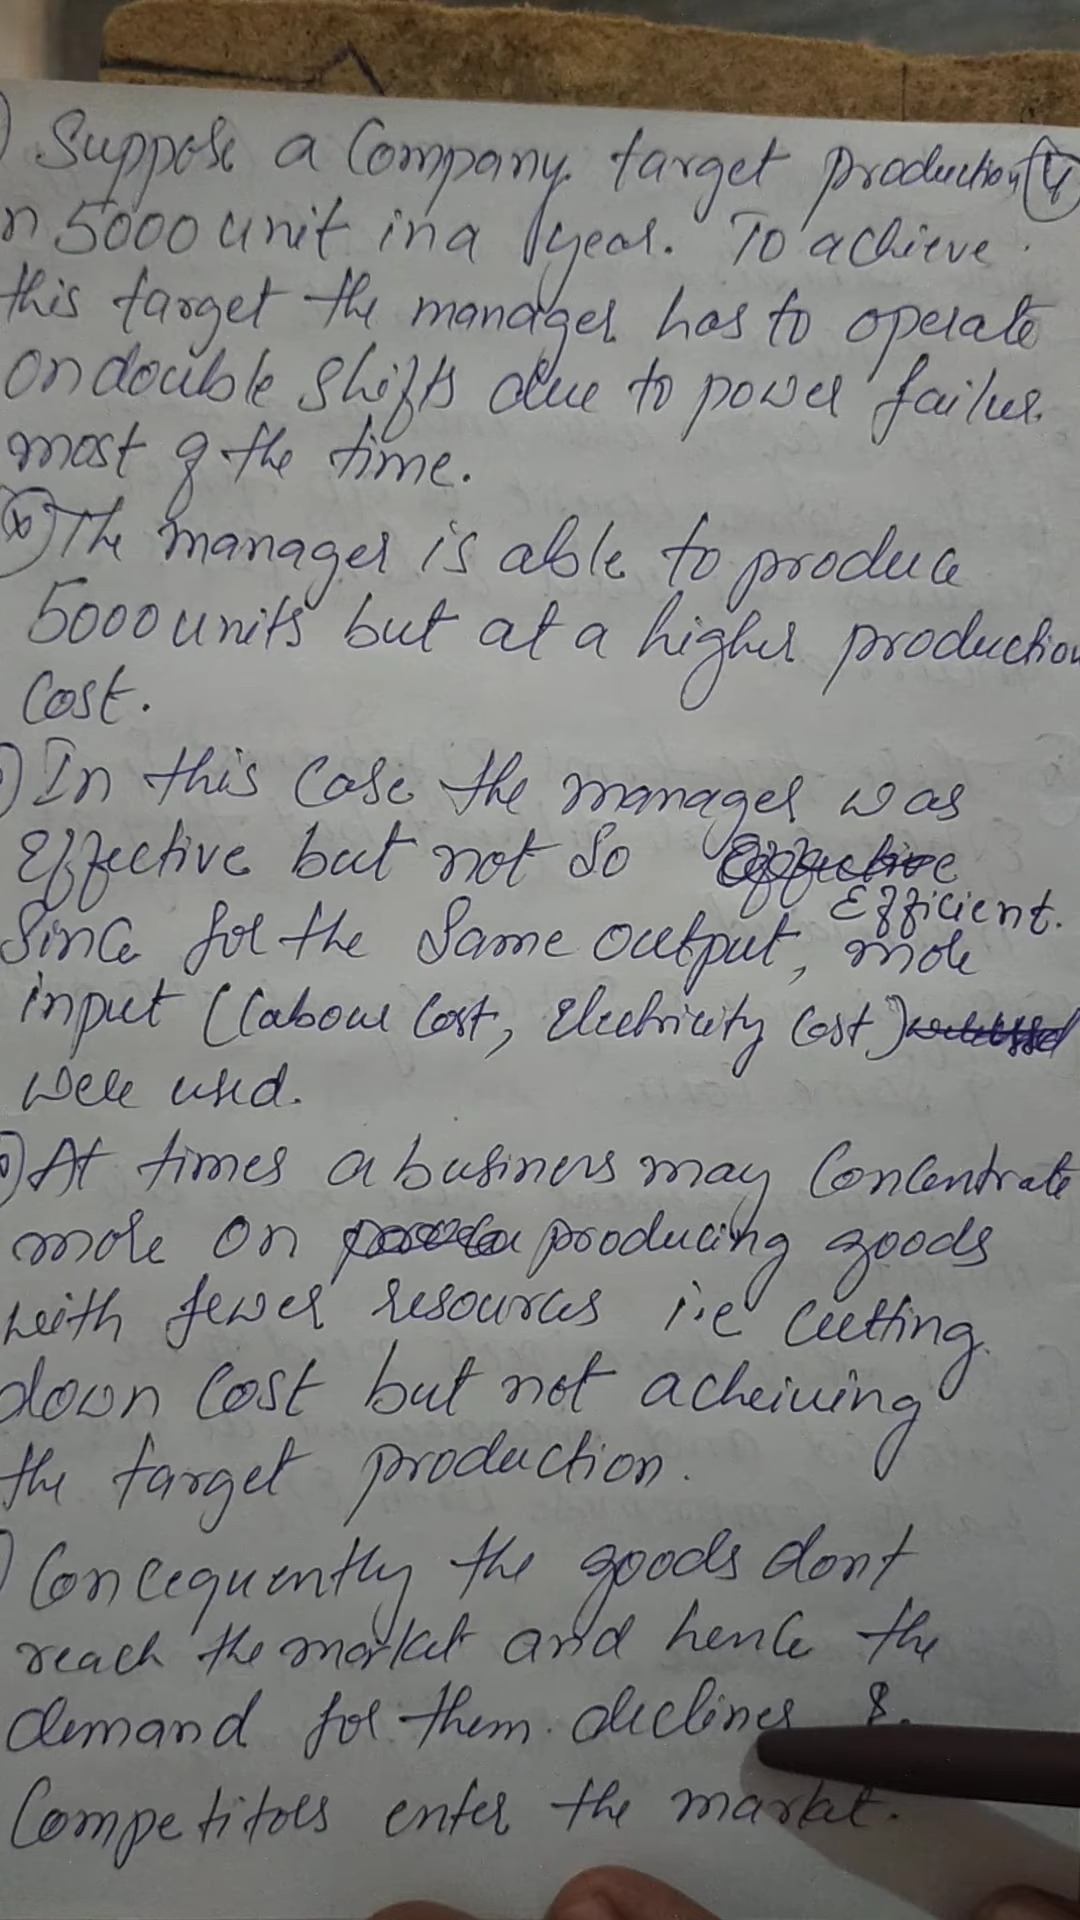 Suppose a Company target production (4)
n 5000 unit in a year. To achieve
this target the manager has to operate
on double shifts due to power failure
most of the time.
The manager is able to produce
5000 units but at a higher production
Cost.
In this Case the manager was
Effective but not so
Efficient.
Since for the same output, more
input (labour Cost, Electricity Cost)
were used.
At times a business may Concentrate
more on producing goods
with fewer resources i.e cutting
down Cost but not acheiving
the target production.
Concequently the goods dont
reach the market and hence the
demand for them declines &
Competitors enter the market.